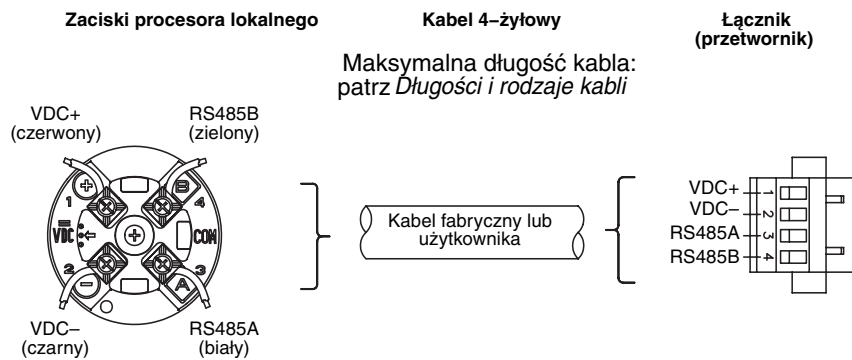 Zaciski procesora lokalnego
Kabel 4–żyłowy
Łącznik
(przetwornik)
Maksymalna długość kabla:
patrz Długości i rodzaje kabli
VDC+
(czerwony)
RS485B
(zielony)
+
B
1
4
VDC
COM
+
2
3
–
A
VDC–
(czarny)
RS485A
(biały)
Kabel fabryczny lub
użytkownika
VDC+ 1
VDC– 2
RS485A 3
RS485B 4